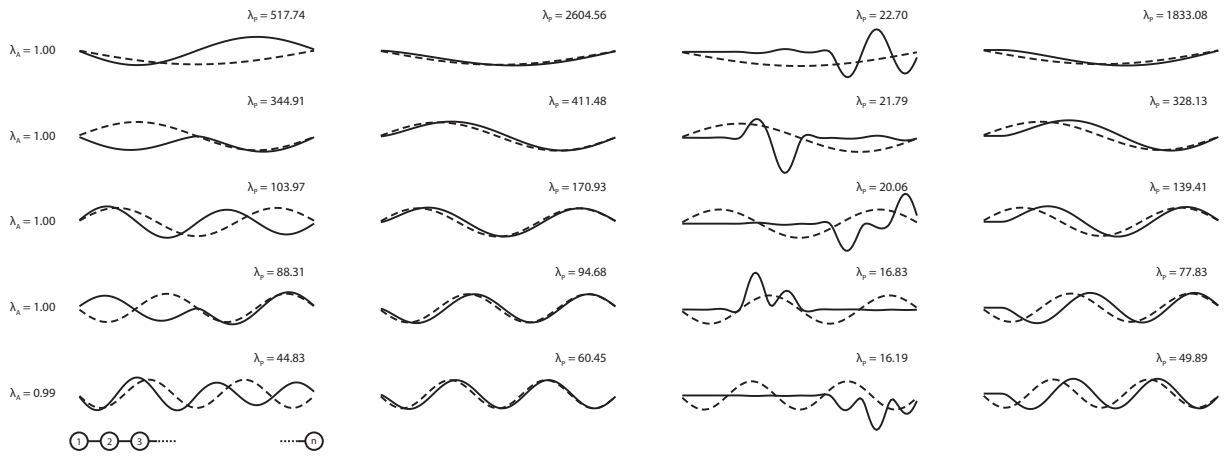 λP = 517.74 λP = 2604.56 λP = 22.70 λP = 1833.08
λA = 1.00
λP = 344.91 λP = 411.48 λP = 21.79 λP = 328.13
λA = 1.00
λP = 103.97 λP = 170.93 λP = 20.06 λP = 139.41
λA = 1.00
λP = 88.31 λP = 94.68 λP = 16.83 λP = 77.83
λA = 1.00
λP = 44.83 λP = 60.45 λP = 16.19 λP = 49.89
λA = 0.99
1 2 3 n